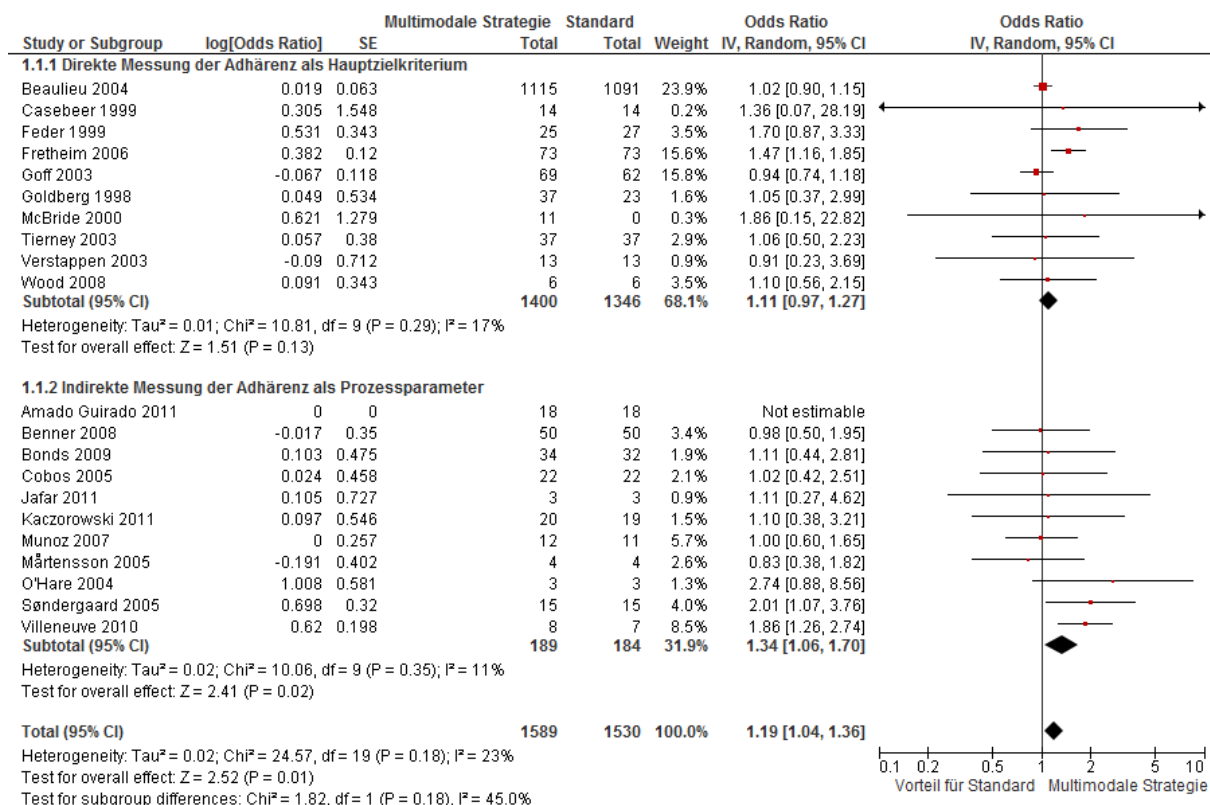 Multimodale Strategie Standard Odds Ratio Odds Ratio
Study or Subgroup log[Odds Ratio] SE Total Total Weight IV, Random, 95% CI IV, Random, 95% CI
1.1.1 Direkte Messung der Adhärenz als Hauptzielkriterium
Beaulieu 2004 0.019 0.063 1115 1091 23.9% 1.02 [0.90, 1.15]
Casebeer 1999 0.305 1.548 14 14 0.2% 1.36 [0.07, 28.19]
Feder 1999 0.531 0.343 25 27 3.5% 1.70 [0.87, 3.33]
Fretheim 2006 0.382 0.12 73 73 15.6% 1.47 [1.16, 1.85]
Goff 2003 -0.067 0.118 69 62 15.8% 0.94 [0.74, 1.18]
Goldberg 1998 0.049 0.534 37 23 1.6% 1.05 [0.37, 2.99]
McBride 2000 0.621 1.279 11 0 0.3% 1.86 [0.15, 22.82]
Tierney 2003 0.057 0.38 37 37 2.9% 1.06 [0.50, 2.23]
Verstappen 2003 -0.09 0.712 13 13 0.9% 0.91 [0.23, 3.69]
Wood 2008 0.091 0.343 6 6 3.5% 1.10 [0.56, 2.15]
Subtotal (95% CI) 1400 1346 68.1% 1.11 [0.97, 1.27]
Heterogeneity: Tau² = 0.01; Chi² = 10.81, df = 9 (P = 0.29); I² = 17%
Test for overall effect: Z = 1.51 (P = 0.13)
1.1.2 Indirekte Messung der Adhärenz als Prozessparameter
Amado Guirado 2011 0 0 18 18 Not estimable
Benner 2008 -0.017 0.35 50 50 3.4% 0.98 [0.50, 1.95]
Bonds 2009 0.103 0.475 34 32 1.9% 1.11 [0.44, 2.81]
Cobos 2005 0.024 0.458 22 22 2.1% 1.02 [0.42, 2.51]
Jafar 2011 0.105 0.727 3 3 0.9% 1.11 [0.27, 4.62]
Kaczorowski 2011 0.097 0.546 20 19 1.5% 1.10 [0.38, 3.21]
Munoz 2007 0 0.257 12 11 5.7% 1.00 [0.60, 1.65]
Mårtensson 2005 -0.191 0.402 4 4 2.6% 0.83 [0.38, 1.82]
O'Hare 2004 1.008 0.581 3 3 1.3% 2.74 [0.88, 8.56]
Søndergaard 2005 0.698 0.32 15 15 4.0% 2.01 [1.07, 3.76]
Villeneuve 2010 0.62 0.198 8 7 8.5% 1.86 [1.26, 2.74]
Subtotal (95% CI) 189 184 31.9% 1.34 [1.06, 1.70]
Heterogeneity: Tau² = 0.02; Chi² = 10.06, df = 9 (P = 0.35); I² = 11%
Test for overall effect: Z = 2.41 (P = 0.02)
Total (95% CI) 1589 1530 100.0% 1.19 [1.04, 1.36]
Heterogeneity: Tau² = 0.02; Chi² = 24.57, df = 19 (P = 0.18); I² = 23%
Test for overall effect: Z = 2.52 (P = 0.01)
Test for subgroup differences: Chi² = 1.82, df = 1 (P = 0.18), I² = 45.0%
0.1 0.2 0.5 1 2 5 10
Vorteil für Standard Multimodale Strategie